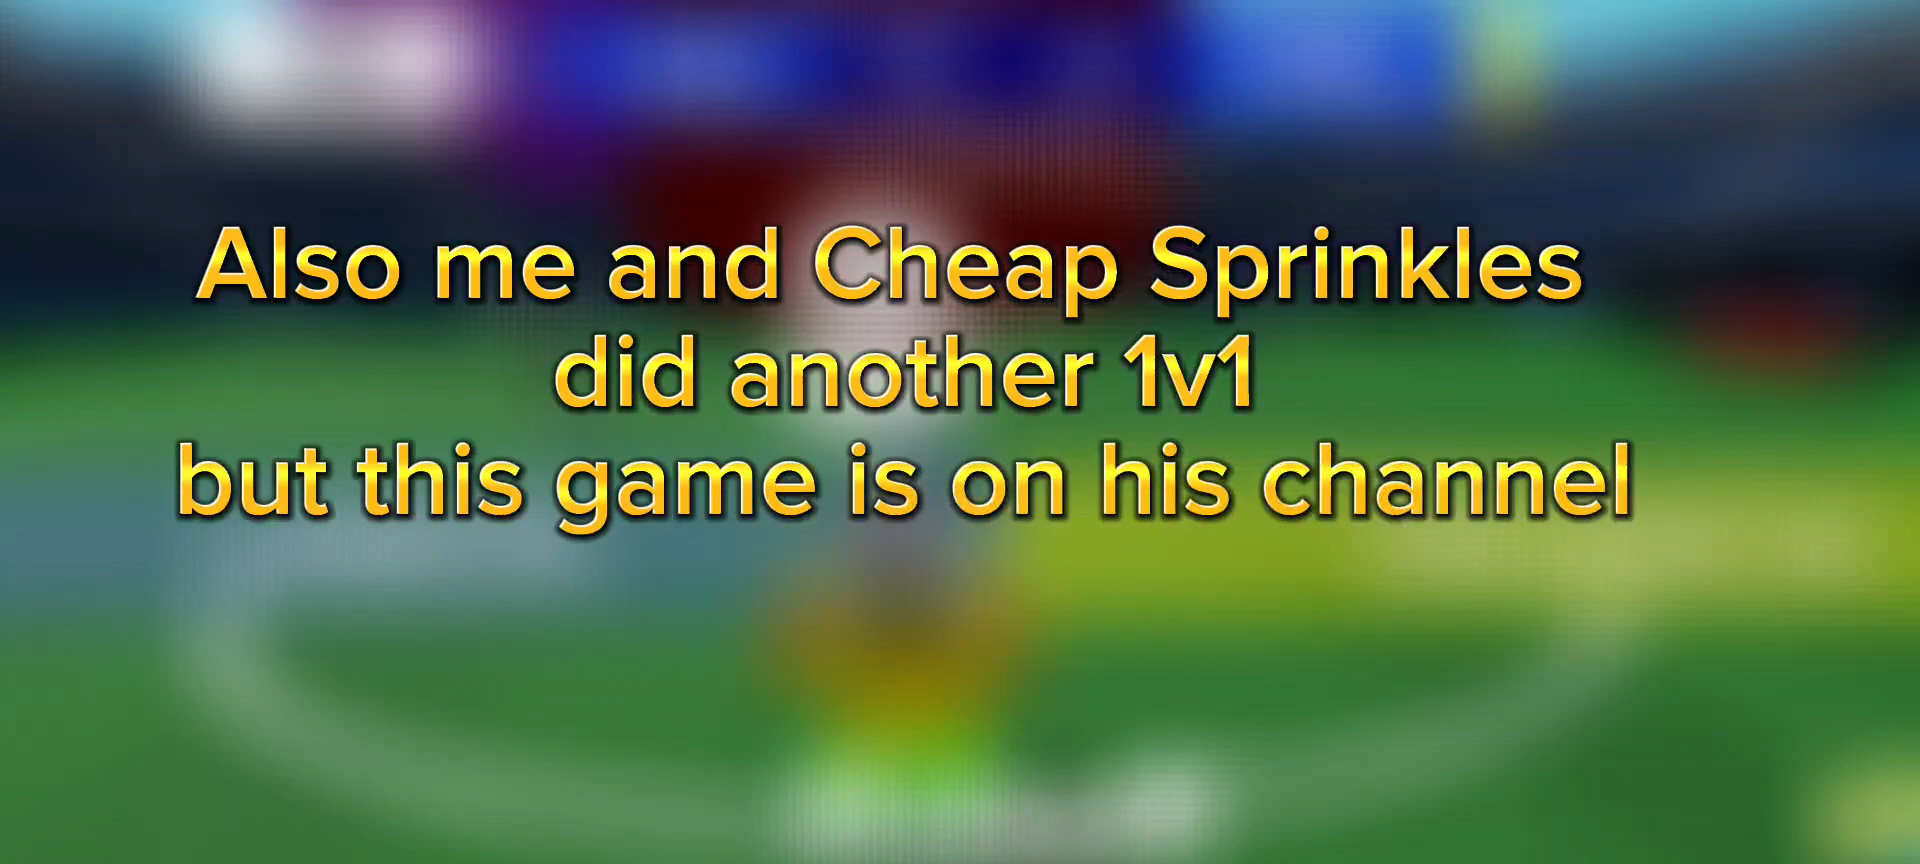 Also me and Cheap Sprinkles
did another 1v1
but this game is on his channel